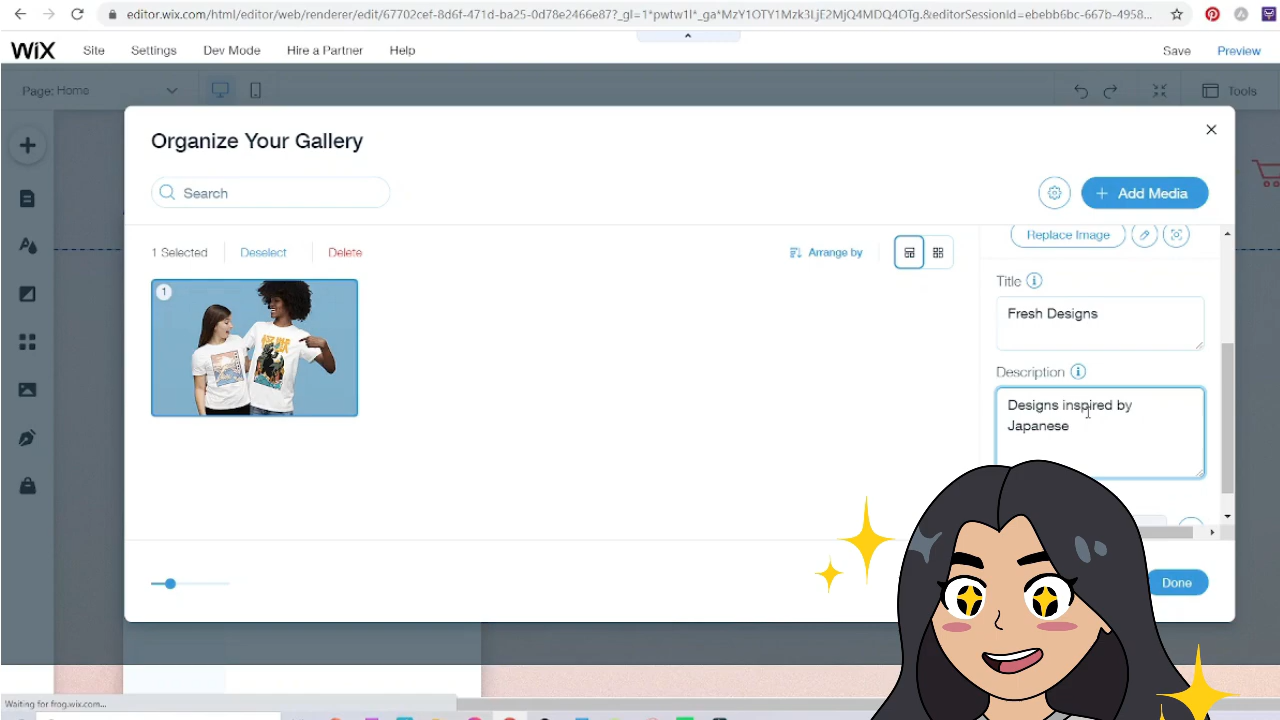 editor.wix.com/html/editor/web/renderer/edit/67702cef-8d6f-471d-b525-0d78e2466e87?_gl=1*pwtw1l*_ga*MzY1OTY1Mzk3LjE2MjQ4MDQ4OTg.&editorSessionId=ebebb6bc-667b-4958...
WiX Site Settings Dev Mode Hire a Partner Help Save Preview
Page: Home Tools
Organize Your Gallery
Search
+ Add Media
1 Selected Deselect Delete Arrange by
Replace Image
1
Title
Fresh Designs
Description
Designs inspired by
Japanese
Done
Waiting for frog.wix.com...